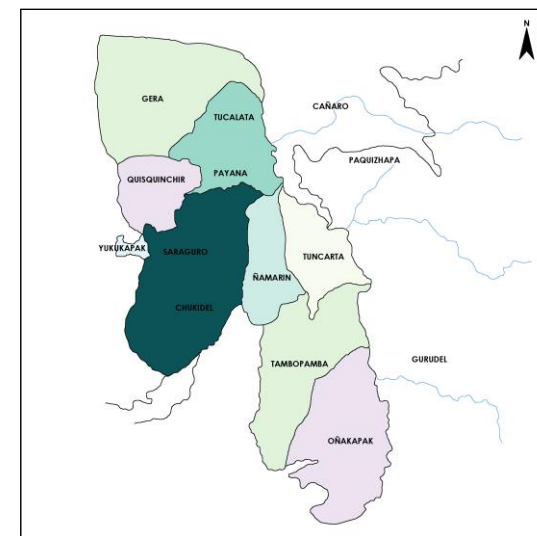 N
GERA
CAÑARO
TUCALATA
PAQUIZHAPA
PAYANA
QUISQUINCHIR
YUKUKAPAK
SARAGURO
TUNCARTA
ÑAMARIN
CHUKIDEL
GURUDEL
TAMBOPAMBA
OÑAKAPAK